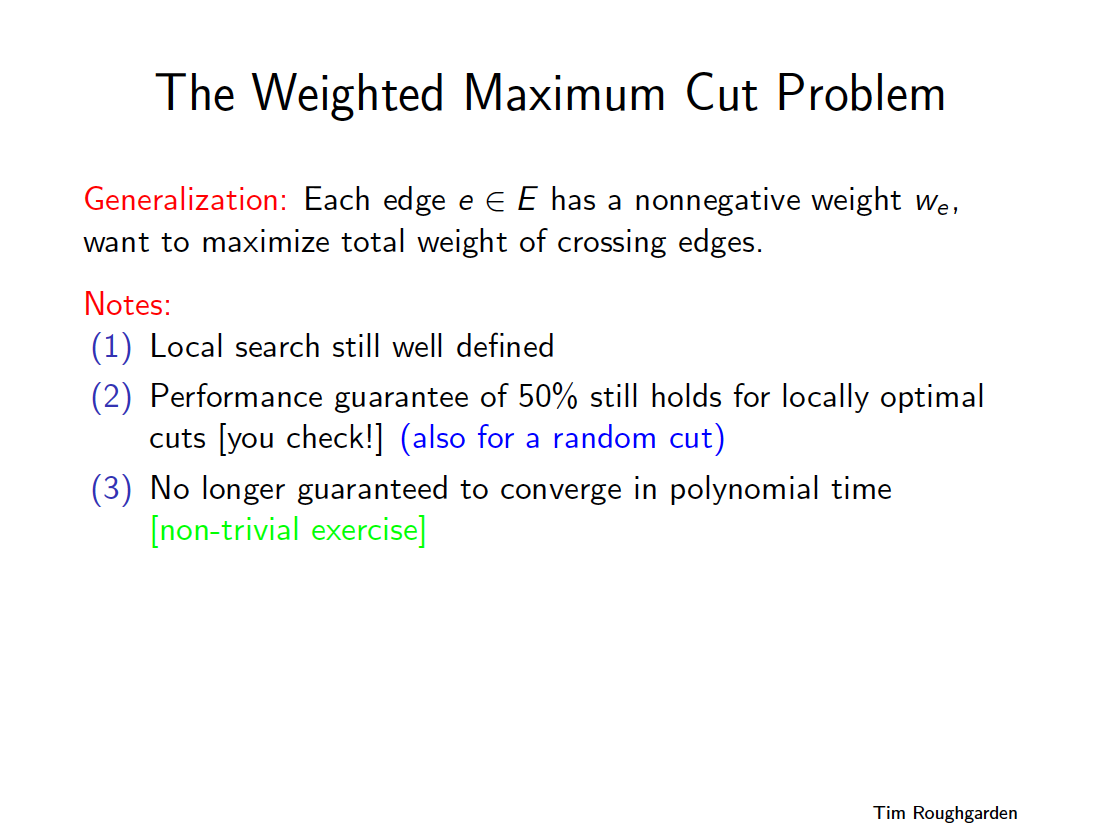 The Weighted Maximum Cut Problem
Generalization: Each edge e ∈ E has a nonnegative weight wₑ,
want to maximize total weight of crossing edges.
Notes:
(1) Local search still well defined
(2) Performance guarantee of 50% still holds for locally optimal
cuts [you check!] (also for a random cut)
(3) No longer guaranteed to converge in polynomial time
[non-trivial exercise]
Tim Roughgarden